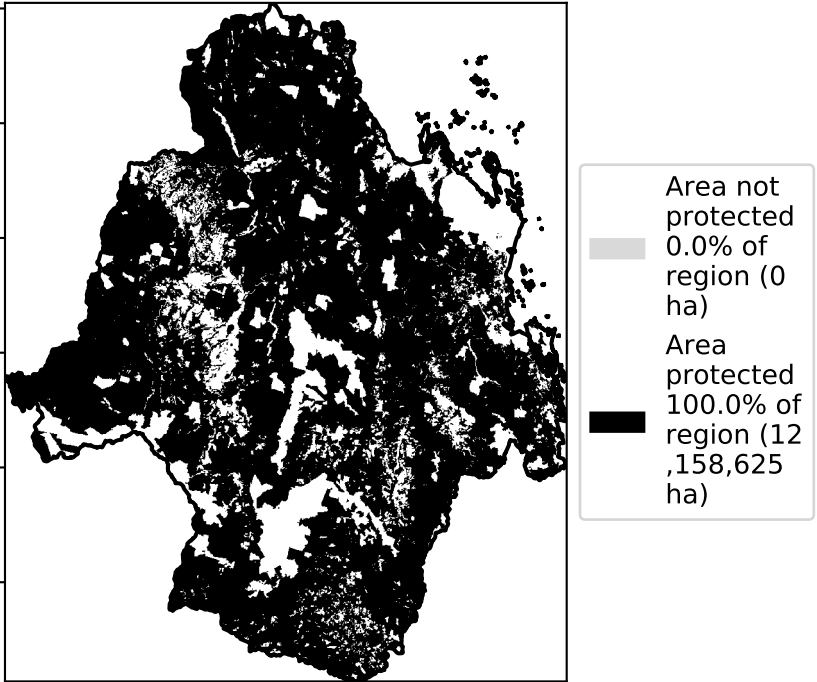 Area not
protected
0.0% of
region (0
ha)
Area
protected
100.0% of
region (12
,158,625
ha)